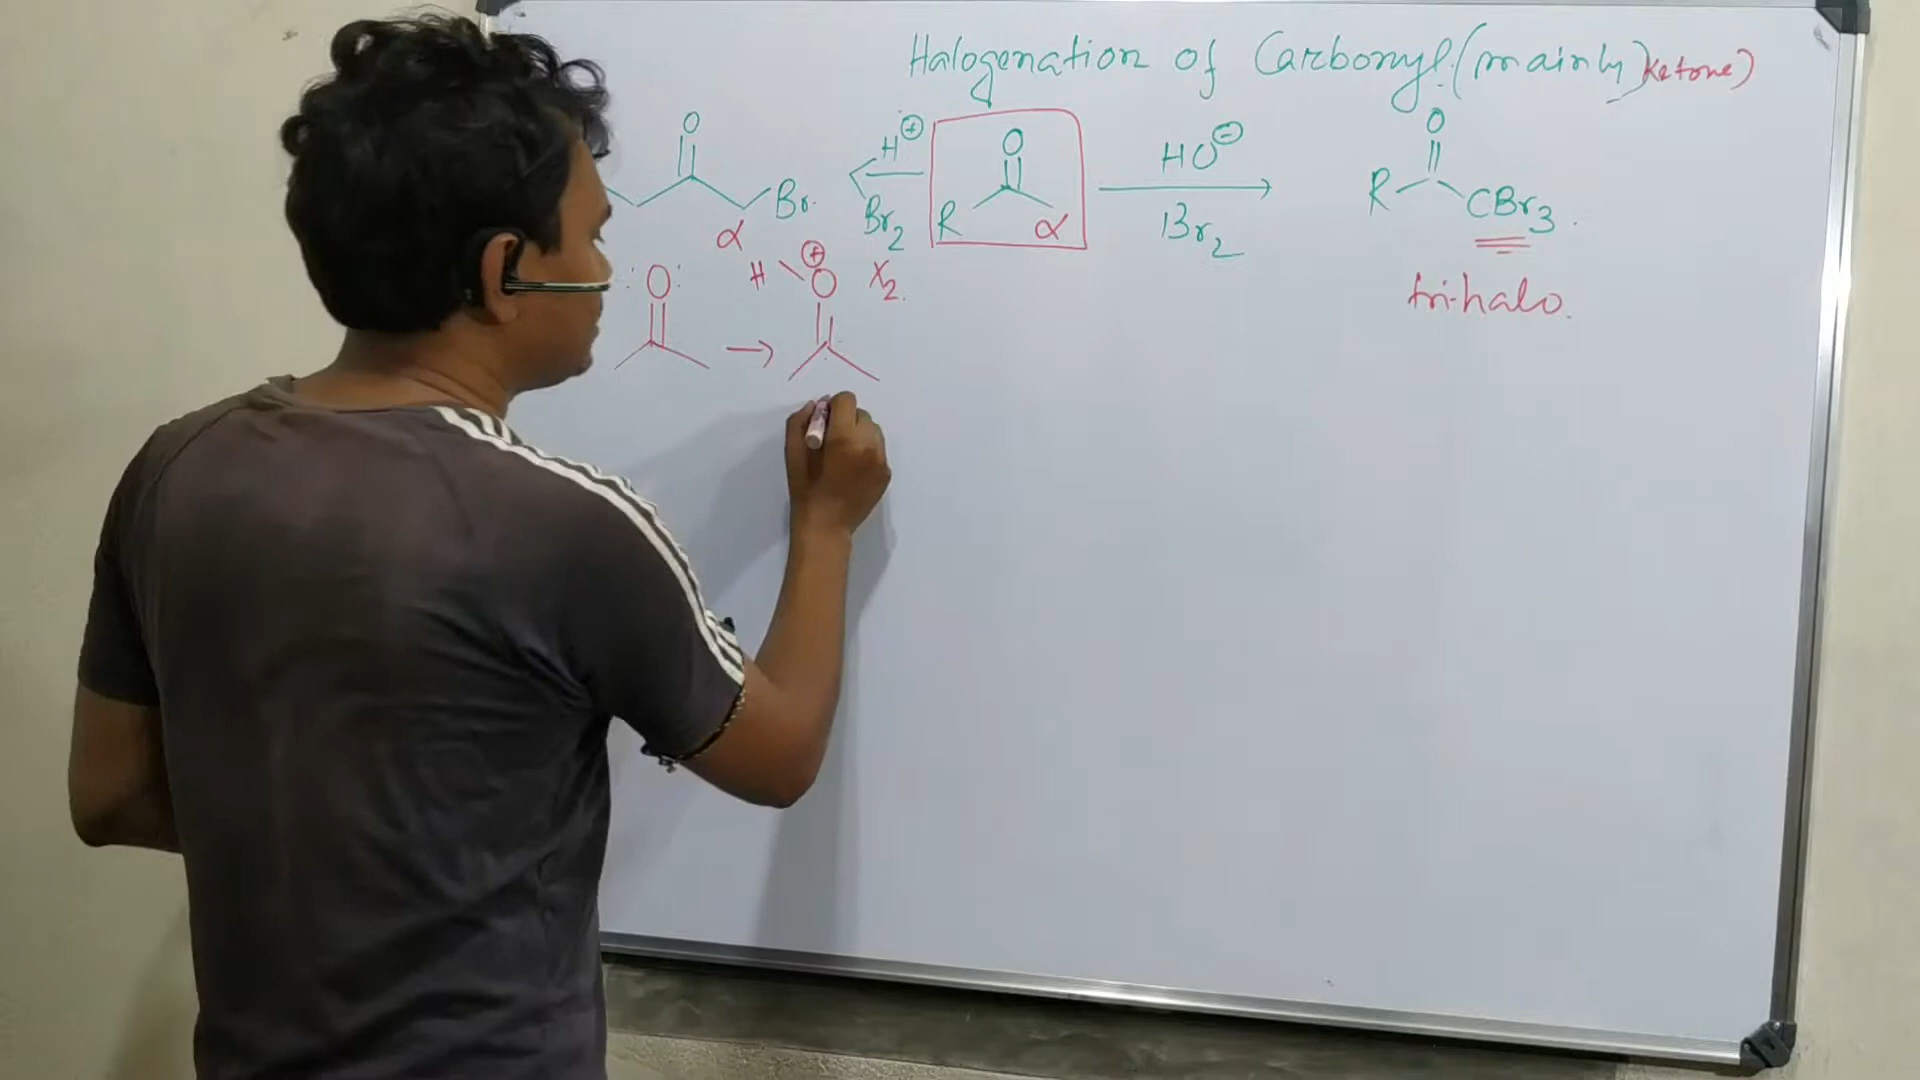 Halogenation of Carbonyl (mainly) Ketone)
O H⊕ O HO⊖ O
Br. Br2 R α Br2 R CBr3.
α X2.
tri-halo.
:O: H O⊕
→